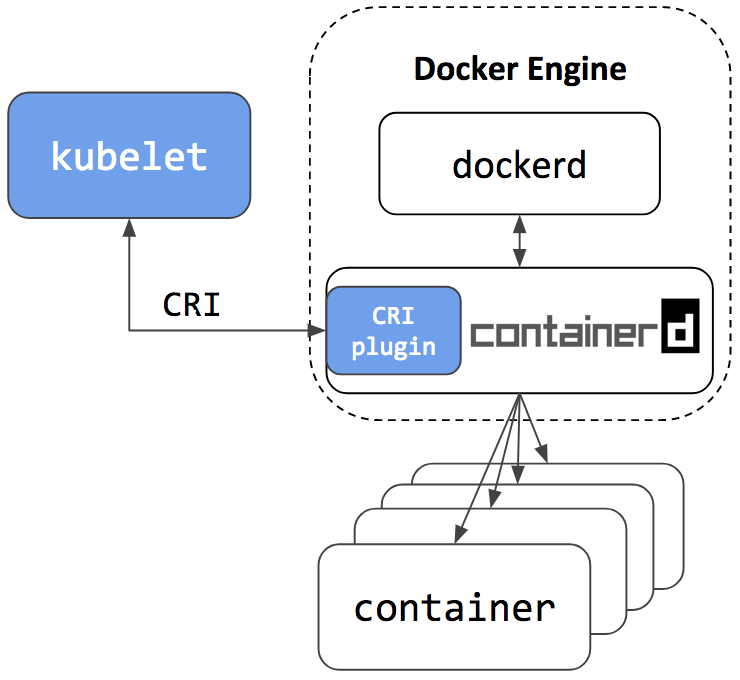 Docker Engine
kubelet
dockerd
CRI
CRI
plugin
containerd
container